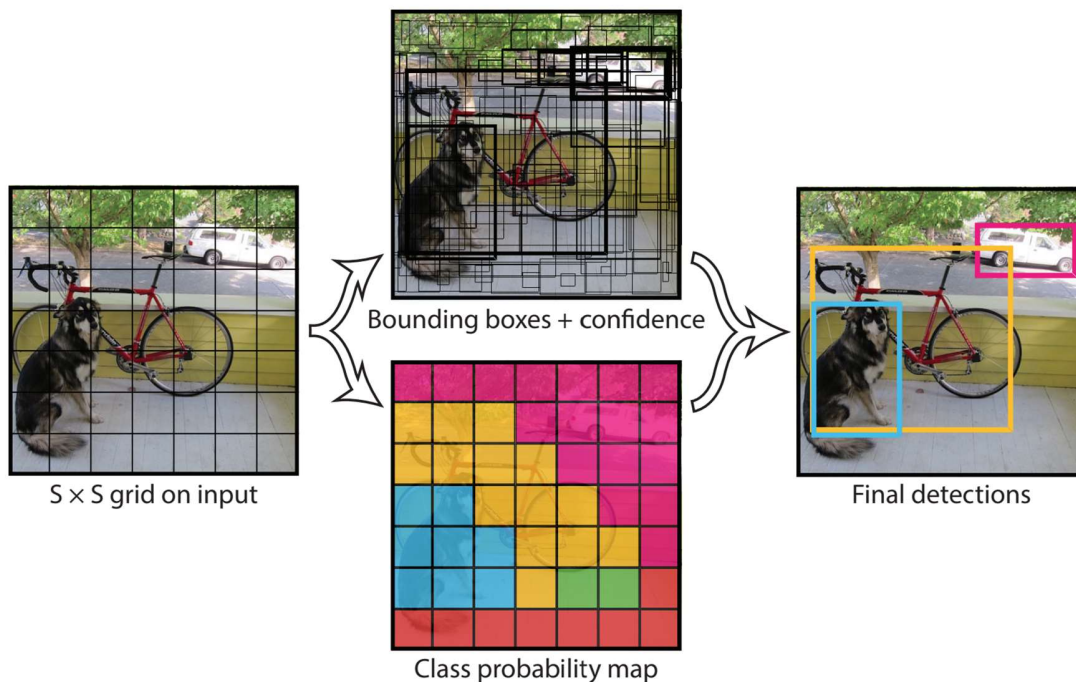 S × S grid on input
Bounding boxes + confidence
Class probability map
Final detections